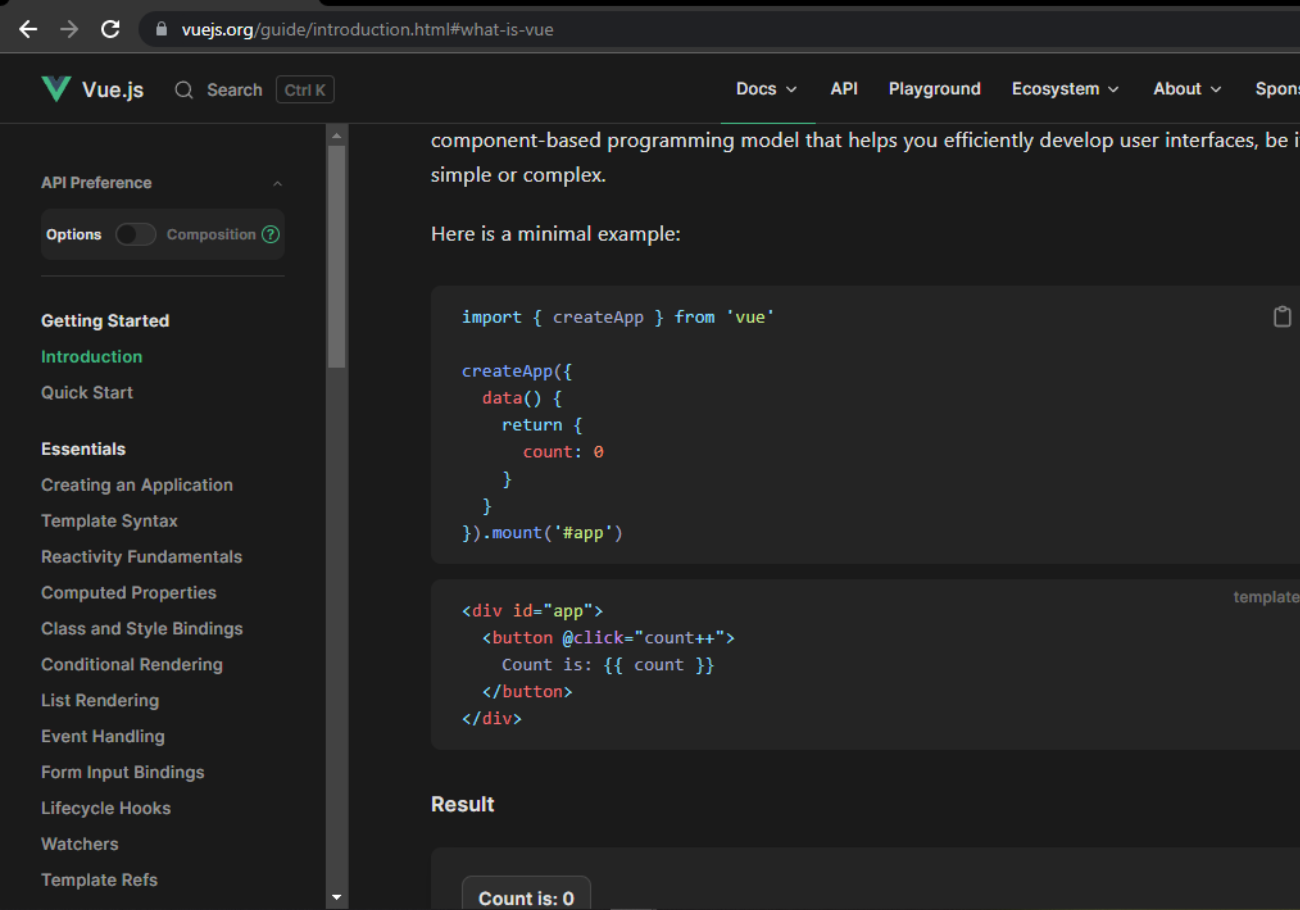 vuejs.org/guide/introduction.html#what-is-vue
Vue.js Search Ctrl K Docs API Playground Ecosystem About Spons
API Preference
Options Composition ?
Getting Started
Introduction
Quick Start
Essentials
Creating an Application
Template Syntax
Reactivity Fundamentals
Computed Properties
Class and Style Bindings
Conditional Rendering
List Rendering
Event Handling
Form Input Bindings
Lifecycle Hooks
Watchers
Template Refs
component-based programming model that helps you efficiently develop user interfaces, be i
simple or complex.
Here is a minimal example:
import { createApp } from 'vue'
createApp({
  data() {
    return {
      count: 0
    }
  }
}).mount('#app')
template
<div id="app">
  <button @click="count++">
    Count is: {{ count }}
  </button>
</div>
Result
Count is: 0